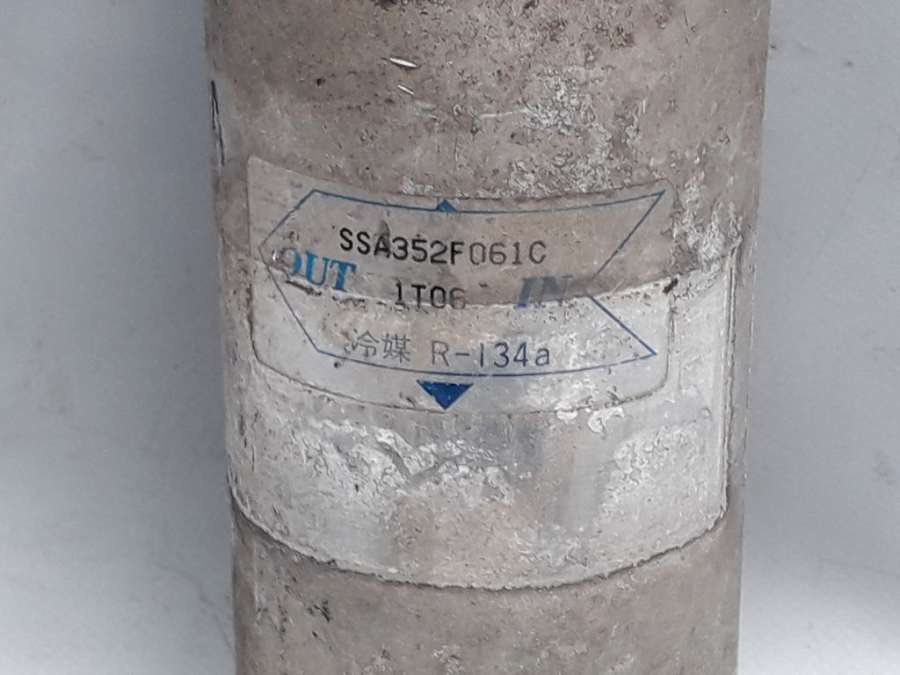 SSA352F061C
OUT 1T06 IN
冷媒 R-134a